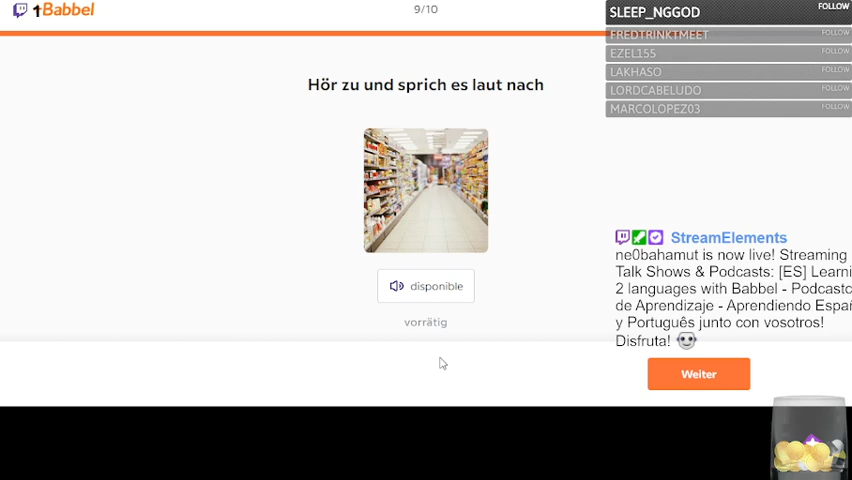 1 Babbel
9/10
SLEEP_NGGOD
FOLLOW
FREDTRINKTMEET
FOLLOW
EZEL155
FOLLOW
LAKHASO
FOLLOW
LORDCABELUDO
FOLLOW
MARCOLOPEZ03
FOLLOW
Hör zu und sprich es laut nach
disponible
vorrätig
StreamElements
ne0bahamut is now live! Streaming
Talk Shows & Podcasts: [ES] Learni
2 languages with Babbel - Podcast
de Aprendizaje - Aprendiendo Españ
y Português junto con vosotros!
Disfruta!
Weiter